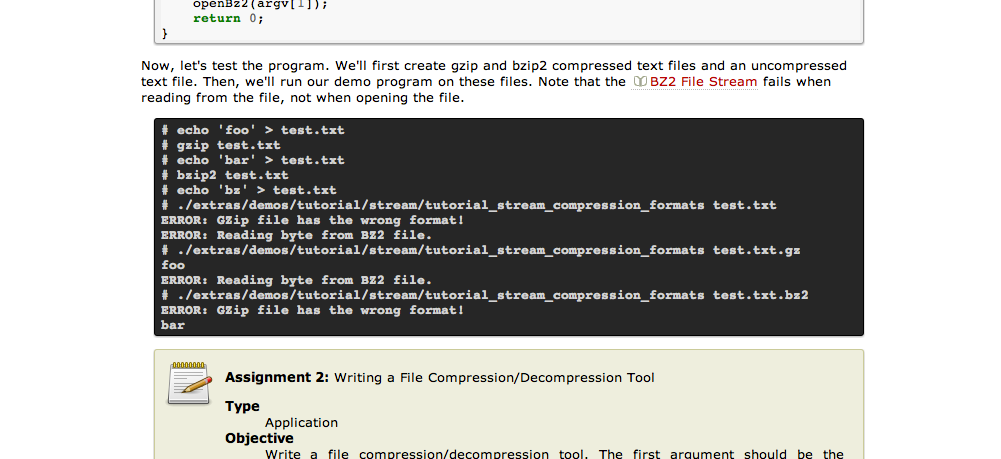 openBz2(argv[1]);
return 0;
}
Now, let's test the program. We'll first create gzip and bzip2 compressed text files and an uncompressed
text file. Then, we'll run our demo program on these files. Note that the BZ2 File Stream fails when
reading from the file, not when opening the file.
# echo 'foo' > test.txt
# gzip test.txt
# echo 'bar' > test.txt
# bzip2 test.txt
# echo 'bz' > test.txt
# ./extras/demos/tutorial/stream/tutorial_stream_compression_formats test.txt
ERROR: GZip file has the wrong format!
ERROR: Reading byte from BZ2 file.
# ./extras/demos/tutorial/stream/tutorial_stream_compression_formats test.txt.gz
foo
ERROR: Reading byte from BZ2 file.
# ./extras/demos/tutorial/stream/tutorial_stream_compression_formats test.txt.bz2
ERROR: GZip file has the wrong format!
bar
Assignment 2: Writing a File Compression/Decompression Tool
Type
Application
Objective
Write a file compression/decompression tool. The first argument should be the